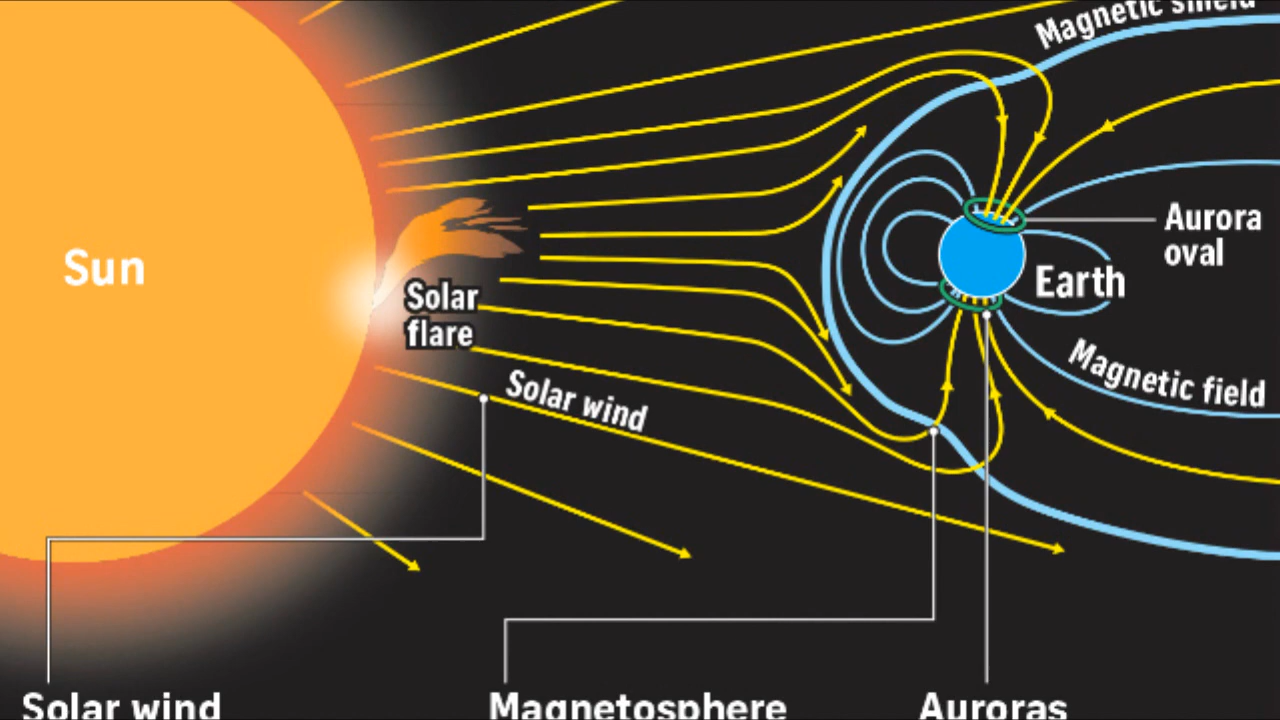 Magnetic shield
Sun
Aurora
oval
Earth
Solar
flare
Magnetic field
Solar wind
Solar wind
Magnetosphere
Auroras